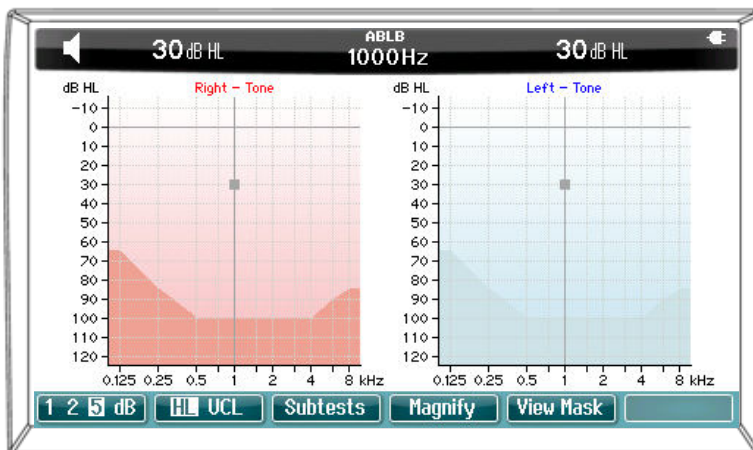 ABLB
30 dB HL 1000Hz 30 dB HL
dB HL Right - Tone dB HL Left - Tone
-10 -10
0 0
10 10
20 20
30 30
40 40
50 50
60 60
70 70
80 80
90 90
100 100
110 110
120 120
0.125 0.25 0.5 1 2 4 8 kHz 0.125 0.25 0.5 1 2 4 8 kHz
1 2 5 dB HL UCL Subtests Magnify View Mask